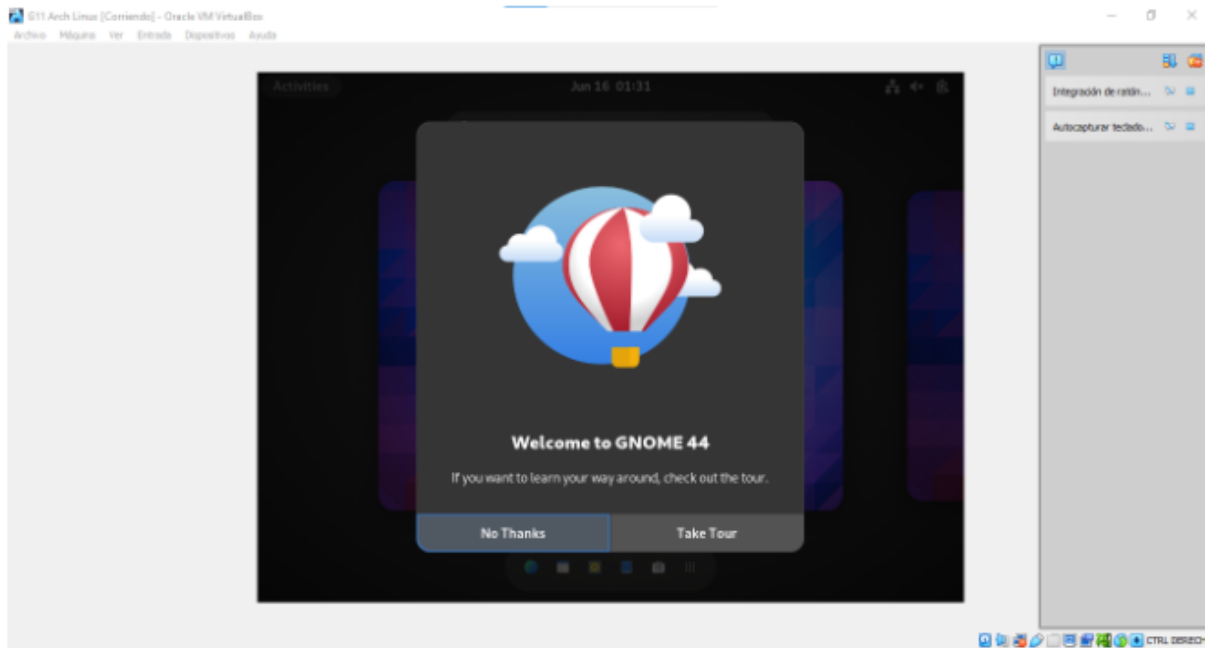 G11 Arch Linux [Corriendo] - Oracle VM VirtualBox
Archivo Máquina Ver Entrada Dispositivos Ayuda
Activities
Jun 16 01:31
Integración de ratón...
Autocapturar teclado...
Welcome to GNOME 44
If you want to learn your way around, check out the tour.
No Thanks
Take Tour
CTRL DERECH